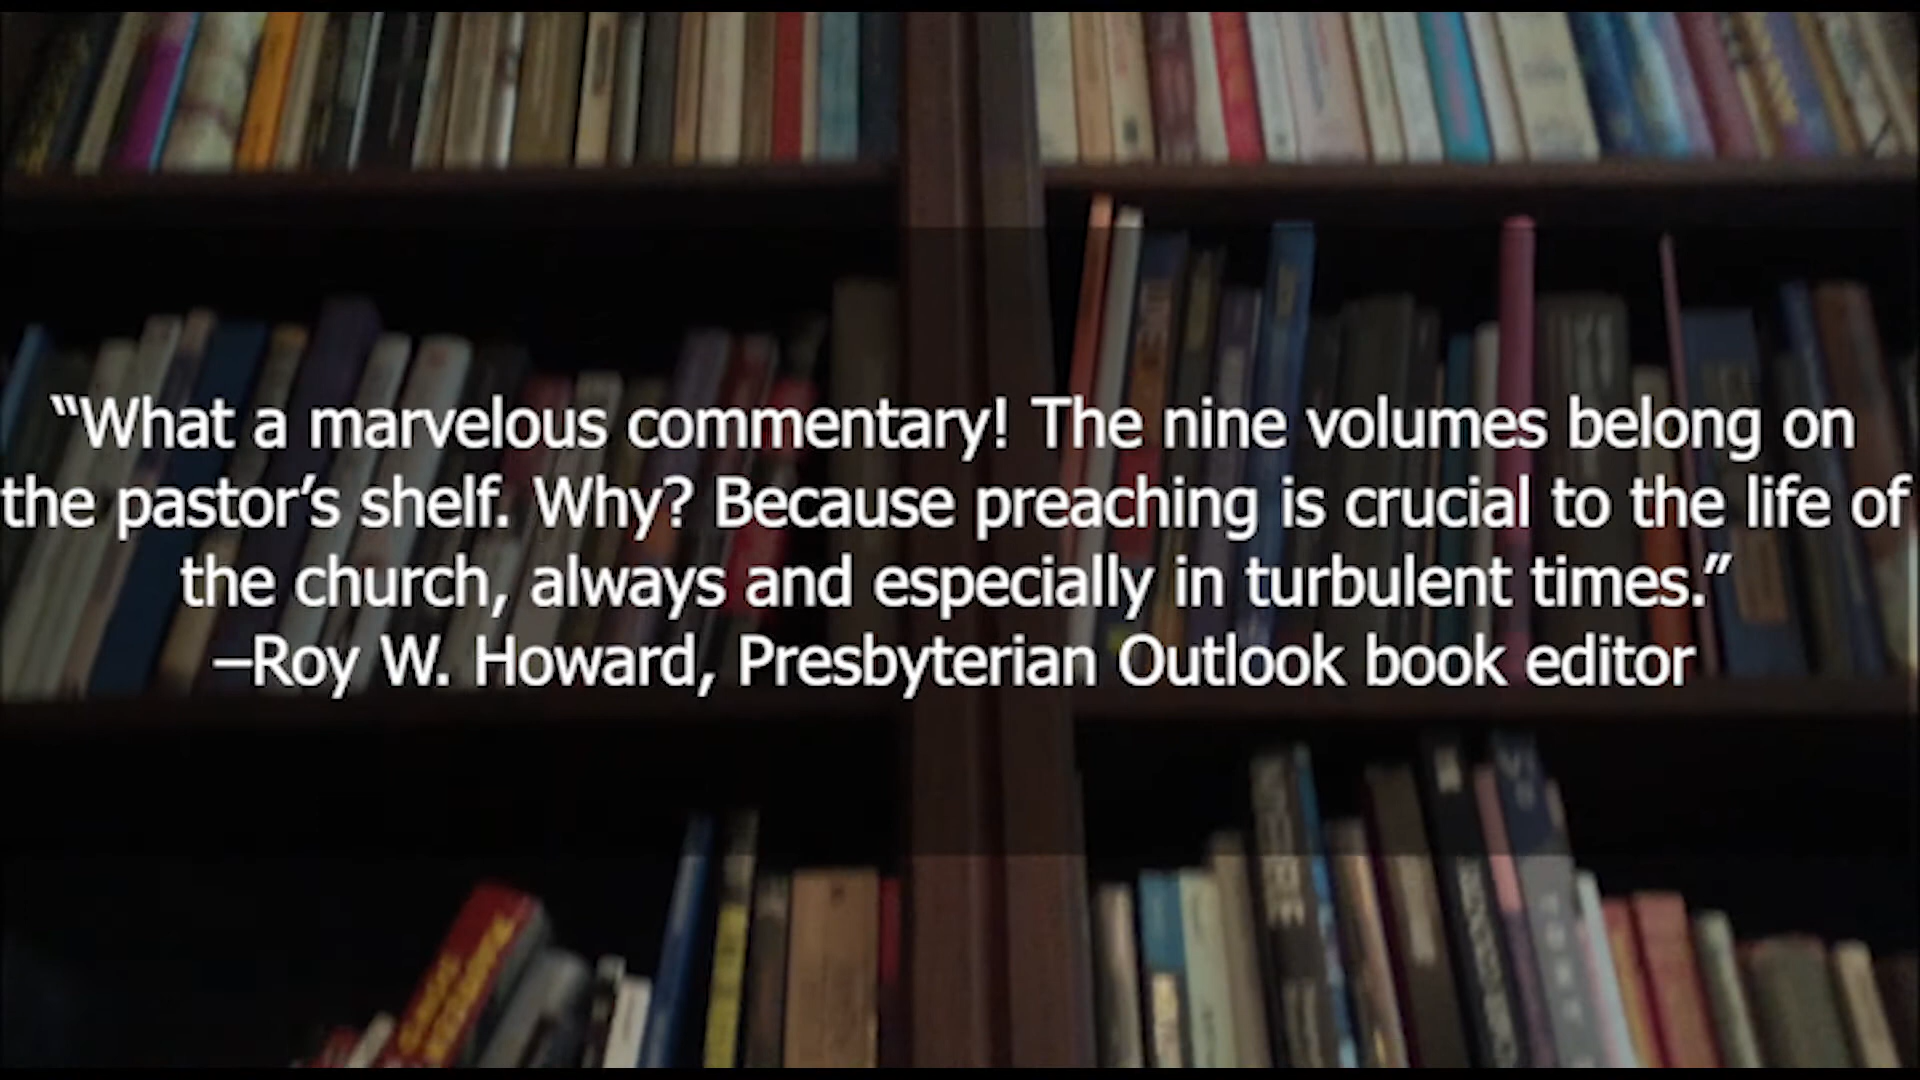 “What a marvelous commentary! The nine volumes belong on
the pastor’s shelf. Why? Because preaching is crucial to the life of
the church, always and especially in turbulent times.”
–Roy W. Howard, Presbyterian Outlook book editor